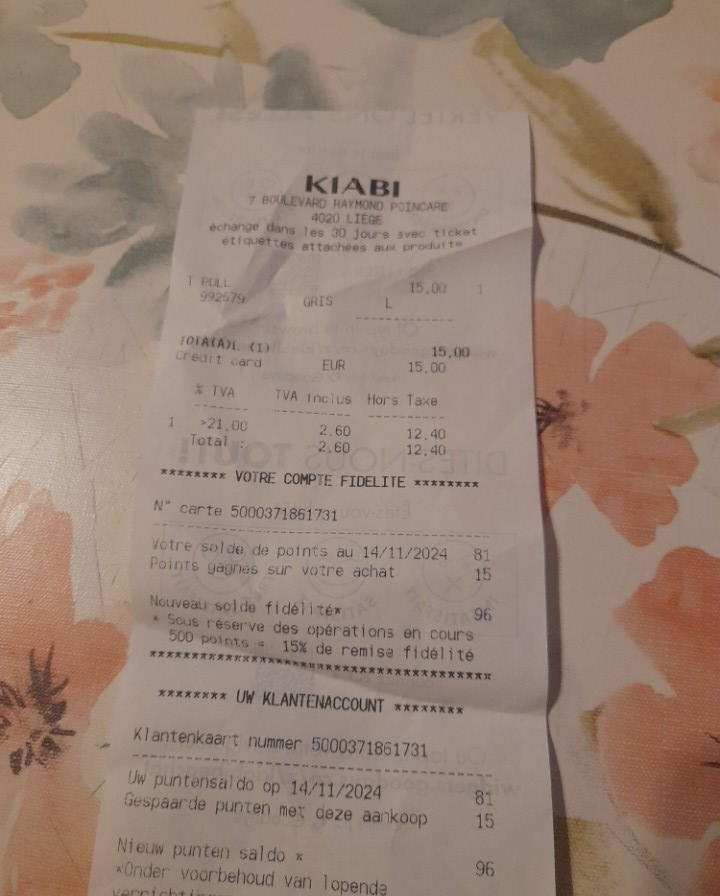 KIABI
7 BOULEVARD RAYMOND POINCARE
4020 LIEGE
échange dans les 30 jours avec ticket
étiquettes attachées aux produits
1 PULL 15,00 1
992679 GRIS L
TOTA(A)L (1) 15,00
Credit card EUR 15,00
% TVA TVA Inclus Hors Taxe
1 >21,00 2,60 12,40
Total : 2,60 12,40
******** VOTRE COMPTE FIDELITE ********
N° carte 5000371861731
Votre solde de points au 14/11/2024 81
Points gagnés sur votre achat 15
Nouveau solde fidélité* 96
* Sous réserve des opérations en cours
500 points = 15% de remise fidélité
******** UW KLANTENACCOUNT ********
Klantenkaart nummer 5000371861731
Uw puntensaldo op 14/11/2024 81
Gespaarde punten met deze aankoop 15
Nieuw punten saldo * 96
*Onder voorbehoud van lopende